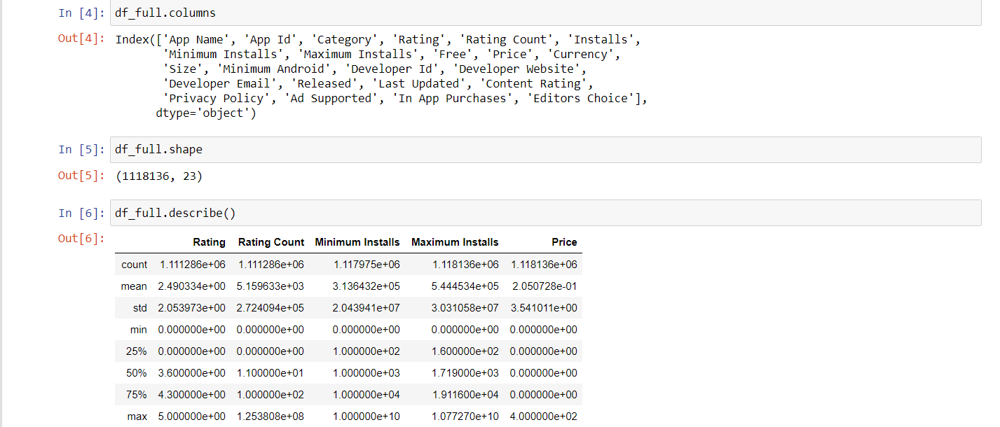 In [4]: df_full.columns
Out[4]: Index(['App Name', 'App Id', 'Category', 'Rating', 'Rating Count', 'Installs',
'Minimum Installs', 'Maximum Installs', 'Free', 'Price', 'Currency',
'Size', 'Minimum Android', 'Developer Id', 'Developer Website',
'Developer Email', 'Released', 'Last Updated', 'Content Rating',
'Privacy Policy', 'Ad Supported', 'In App Purchases', 'Editors Choice'],
dtype='object')
In [5]: df_full.shape
Out[5]: (1118136, 23)
In [6]: df_full.describe()
Out[6]:
Rating Rating Count Minimum Installs Maximum Installs Price
count 1.111286e+06 1.111286e+06 1.117975e+06 1.118136e+06 1.118136e+06
mean 2.490334e+00 5.159633e+03 3.136432e+05 5.444534e+05 2.050728e-01
std 2.053973e+00 2.724094e+05 2.043941e+07 3.031058e+07 3.541011e+00
min 0.000000e+00 0.000000e+00 0.000000e+00 0.000000e+00 0.000000e+00
25% 0.000000e+00 0.000000e+00 1.000000e+02 1.600000e+02 0.000000e+00
50% 3.600000e+00 1.100000e+01 1.000000e+03 1.719000e+03 0.000000e+00
75% 4.300000e+00 1.000000e+02 1.000000e+04 1.911600e+04 0.000000e+00
max 5.000000e+00 1.253808e+08 1.000000e+10 1.077270e+10 4.000000e+02